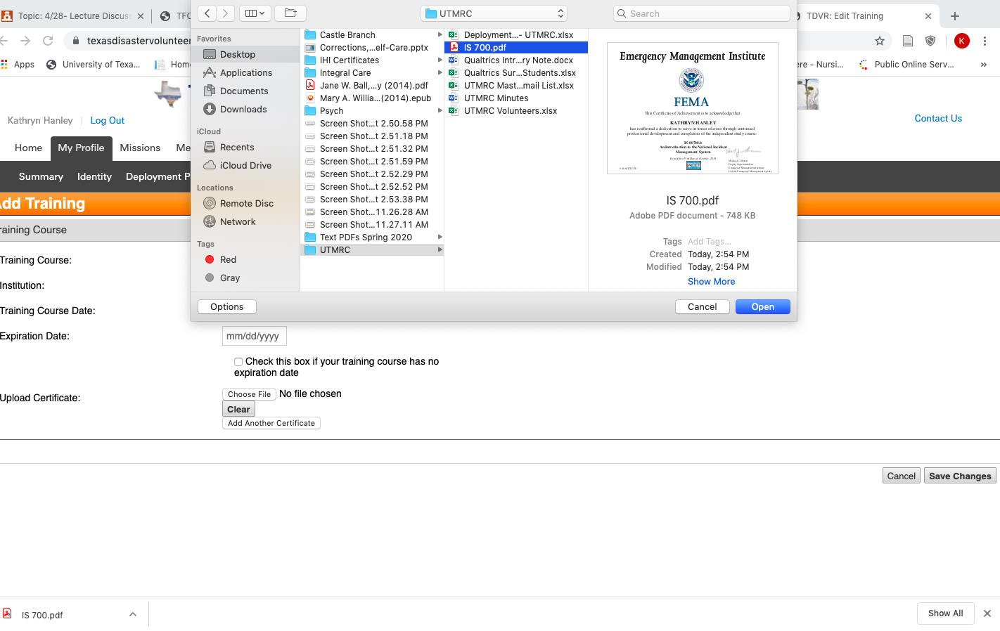 Topic: 4/28- Lecture Discus
TFC
UTMRC
Search
TDVR: Edit Training
texasdisastervolunteer
K
Apps
University of Texa...
Hom
ere - Nursi...
Public Online Serv...
»
Kathryn Hanley
Log Out
Contact Us
Home
My Profile
Missions
Me
Summary
Identity
Deployment P
dd Training
raining Course
Training Course:
Institution:
Training Course Date:
Expiration Date:
mm/dd/yyyy
Check this box if your training course has no
expiration date
Upload Certificate:
Choose File
No file chosen
Clear
Add Another Certificate
Cancel
Save Changes
Favorites
Desktop
Applications
Documents
Downloads
iCloud
Recents
iCloud Drive
Locations
Remote Disc
Network
Tags
Red
Gray
Castle Branch
Corrections,...elf-Care.pptx
IHI Certificates
Integral Care
Jane W. Ball,...y (2014).pdf
Mary A. Willia...(2014).epub
Psych
Screen Shot...t 2.50.58 PM
Screen Shot...t 2.51.18 PM
Screen Shot...t 2.51.32 PM
Screen Shot...t 2.51.59 PM
Screen Shot...t 2.52.29 PM
Screen Shot...t 2.52.52 PM
Screen Shot...t 2.53.38 PM
Screen Shot...11.26.28 AM
Screen Shot...11.27.11 AM
Text PDFs Spring 2020
UTMRC
Deployment...- UTMRC.xlsx
IS 700.pdf
Qualtrics Intr...ry Note.docx
Qualtrics Sur...Students.xlsx
UTMRC Mast...mail List.xlsx
UTMRC Minutes
UTMRC Volunteers.xlsx
Emergency Management Institute
FEMA
This Certificate of Achievement is to acknowledge that
KATHRYN HANLEY
has reaffirmed a dedication to serve in times of crisis through continued
professional development and completion of the independent study course:
IS-00700.b
An Introduction to the National Incident
Management System
IS 700.pdf
Adobe PDF document - 748 KB
Tags Add Tags...
Created Today, 2:54 PM
Modified Today, 2:54 PM
Show More
Options
Cancel
Open
IS 700.pdf
Show All